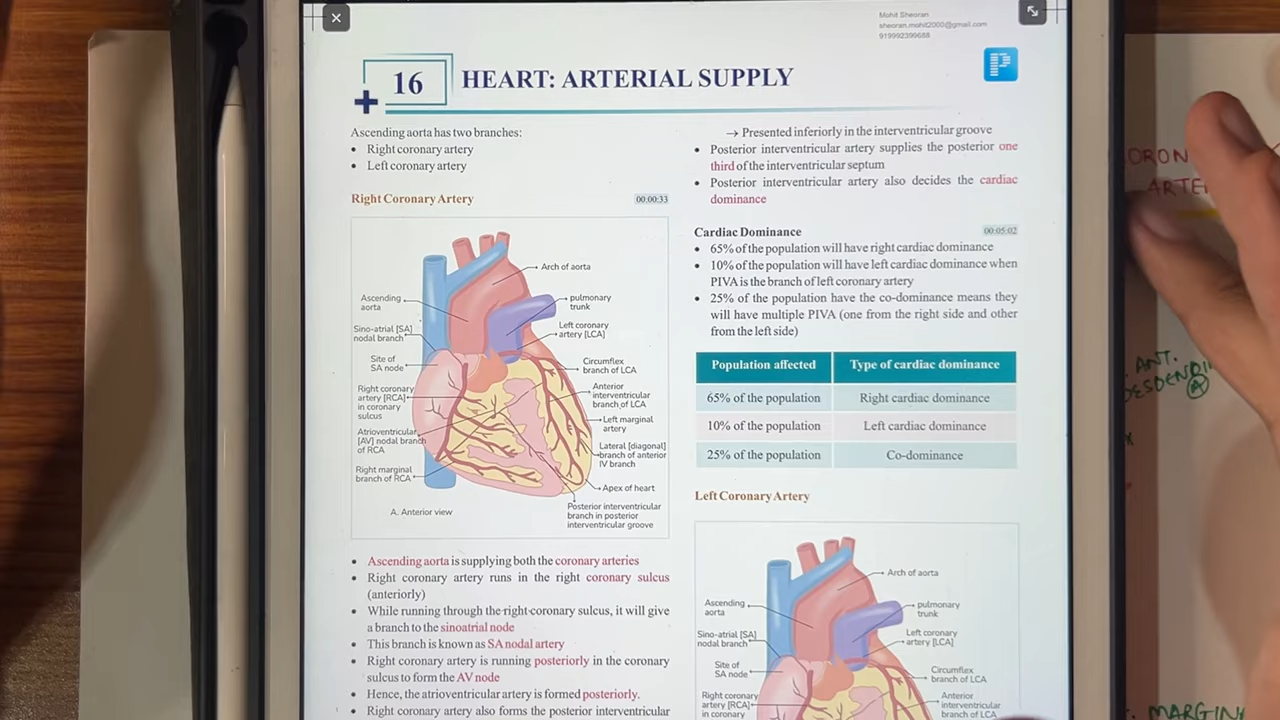 Mohit Sheoran
sheoran.mohit2000@gmail.com
919992399688
16 HEART: ARTERIAL SUPPLY
Ascending aorta has two branches:
• Right coronary artery
• Left coronary artery
Right Coronary Artery 00:00:33
Arch of aorta
Ascending
aorta
pulmonary
trunk
Sino-atrial [SA]
nodal branch
Left coronary
artery [LCA]
Site of
SA node
Circumflex
branch of LCA
Right coronary
artery [RCA]
in coronary
sulcus
Anterior
interventricular
branch of LCA
Left marginal
artery
Atrioventricular
[AV] nodal branch
of RCA
Lateral [diagonal]
branch of anterior
IV branch
Right marginal
branch of RCA
Apex of heart
Posterior interventricular
branch in posterior
interventricular groove
A. Anterior view
• Ascending aorta is supplying both the coronary arteries
• Right coronary artery runs in the right coronary sulcus
(anteriorly)
• While running through the right coronary sulcus, it will give
a branch to the sinoatrial node
• This branch is known as SA nodal artery
• Right coronary artery is running posteriorly in the coronary
sulcus to form the AV node
• Hence, the atrioventricular artery is formed posteriorly.
• Right coronary artery also forms the posterior interventricular
→ Presented inferiorly in the interventricular groove
• Posterior interventricular artery supplies the posterior one
third of the interventricular septum
• Posterior interventricular artery also decides the cardiac
dominance
Cardiac Dominance 00:05:02
• 65% of the population will have right cardiac dominance
• 10% of the population will have left cardiac dominance when
PIVA is the branch of left coronary artery
• 25% of the population have the co-dominance means they
will have multiple PIVA (one from the right side and other
from the left side)
Population affected Type of cardiac dominance
65% of the population Right cardiac dominance
10% of the population Left cardiac dominance
25% of the population Co-dominance
Left Coronary Artery
Arch of aorta
Ascending
aorta
pulmonary
trunk
Sino-atrial [SA]
nodal branch
Left coronary
artery [LCA]
Site of
SA node
Circumflex
branch of LCA
Right coronary
artery [RCA]
in coronary
Anterior
interventricular
branch of LCA
ANT.